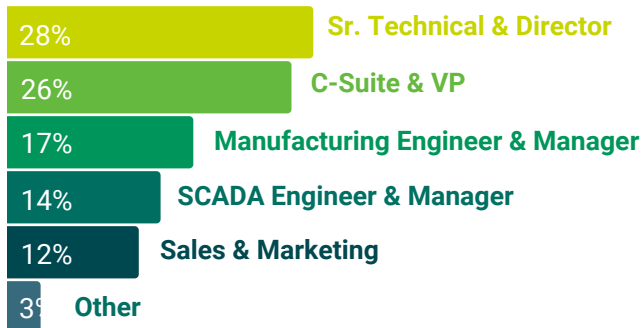 28% Sr. Technical & Director
26% C-Suite & VP
17% Manufacturing Engineer & Manager
14% SCADA Engineer & Manager
12% Sales & Marketing
3% Other